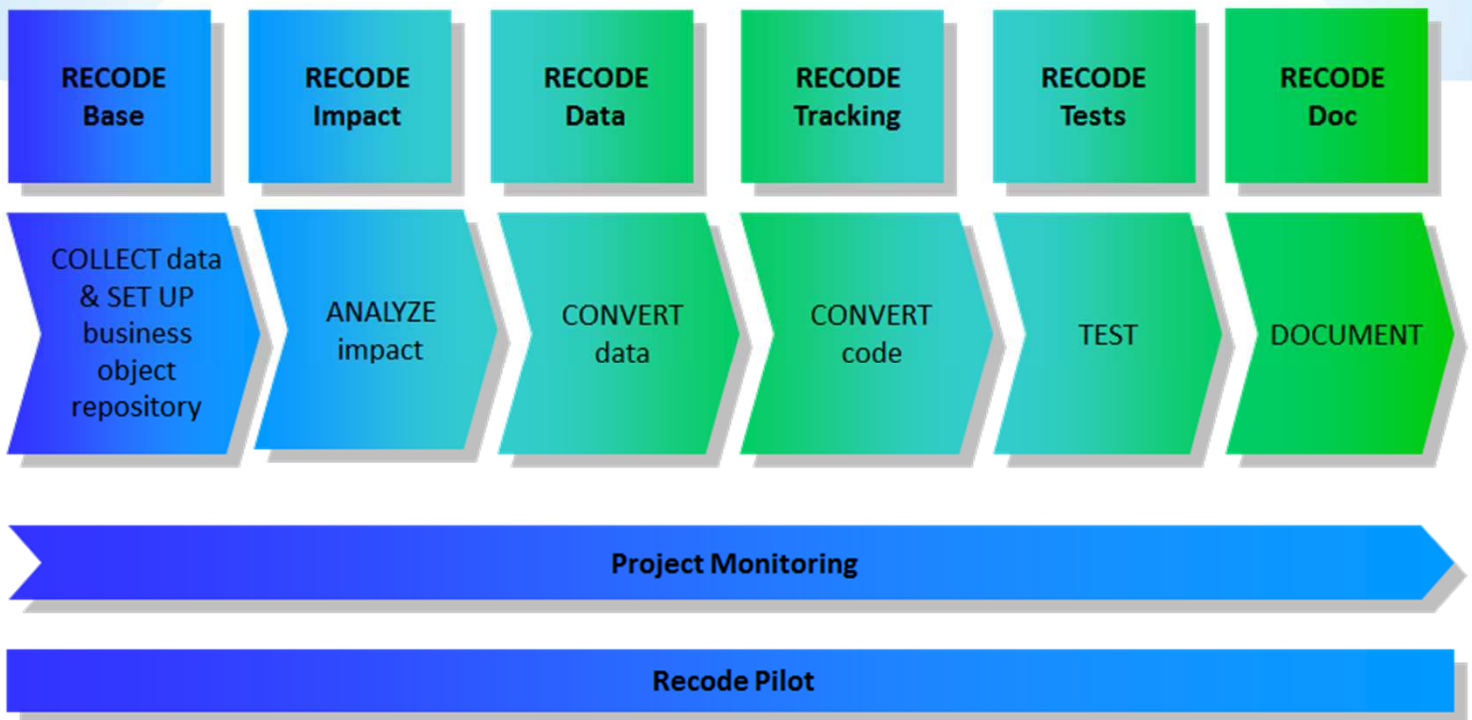 RECODE
Base
RECODE
Impact
RECODE
Data
RECODE
Tracking
RECODE
Tests
RECODE
Doc
COLLECT data
& SET UP
business
object
repository
ANALYZE
impact
CONVERT
data
CONVERT
code
TEST
DOCUMENT
Project Monitoring
Recode Pilot